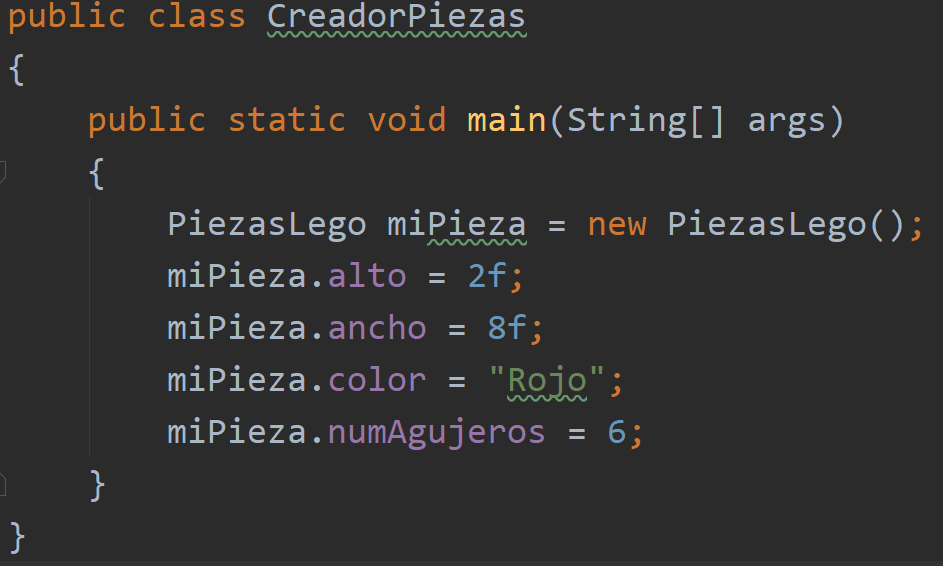 public class CreadorPiezas
{
    public static void main(String[] args)
    {
        PiezasLego miPieza = new PiezasLego();
        miPieza.alto = 2f;
        miPieza.ancho = 8f;
        miPieza.color = "Rojo";
        miPieza.numAgujeros = 6;
    }
}